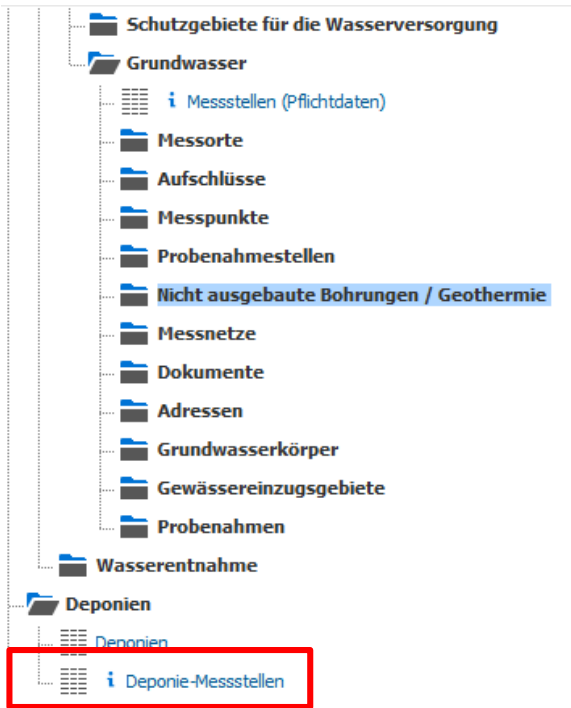 Schutzgebiete für die Wasserversorgung
Grundwasser
i Messstellen (Pflichtdaten)
Messorte
Aufschlüsse
Messpunkte
Probenahmestellen
Nicht ausgebaute Bohrungen / Geothermie
Messnetze
Dokumente
Adressen
Grundwasserkörper
Gewässereinzugsgebiete
Probenahmen
Wasserentnahme
Deponien
Deponien
i Deponie-Messstellen